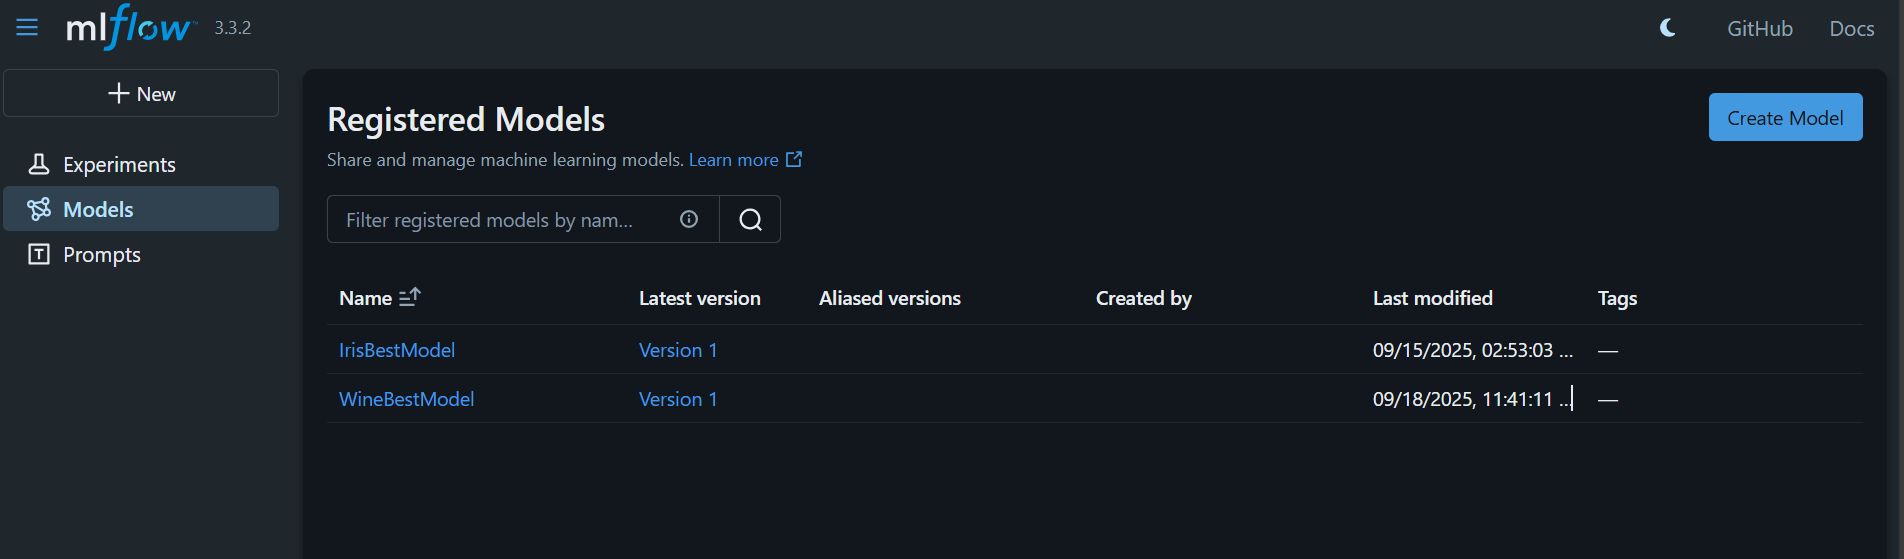 mlflow™ 3.3.2 GitHub Docs
New
Experiments
Models
Prompts
Registered Models
Create Model
Share and manage machine learning models. Learn more
Filter registered models by nam...
Name Latest version Aliased versions Created by Last modified Tags
IrisBestModel Version 1 09/15/2025, 02:53:03 ... —
WineBestModel Version 1 09/18/2025, 11:41:11 ... —